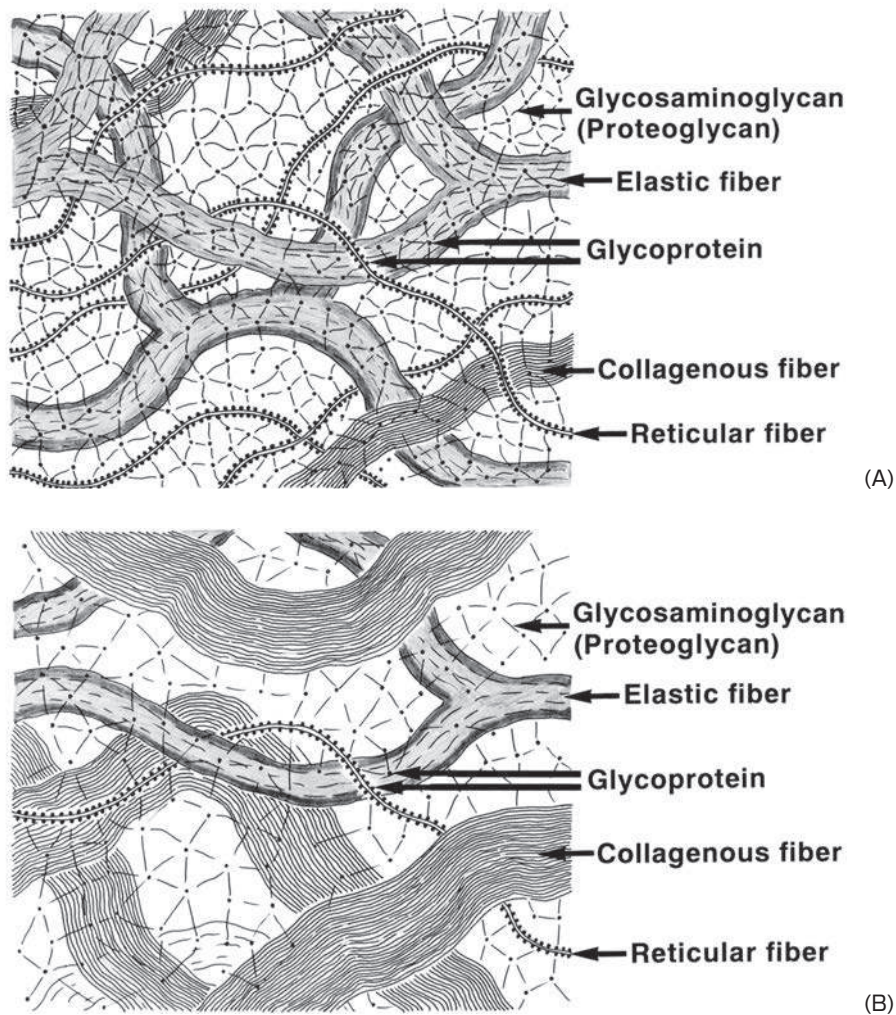 Glycosaminoglycan
(Proteoglycan)
Elastic fiber
Glycoprotein
Collagenous fiber
Reticular fiber
(A)
Glycosaminoglycan
(Proteoglycan)
Elastic fiber
Glycoprotein
Collagenous fiber
Reticular fiber
(B)